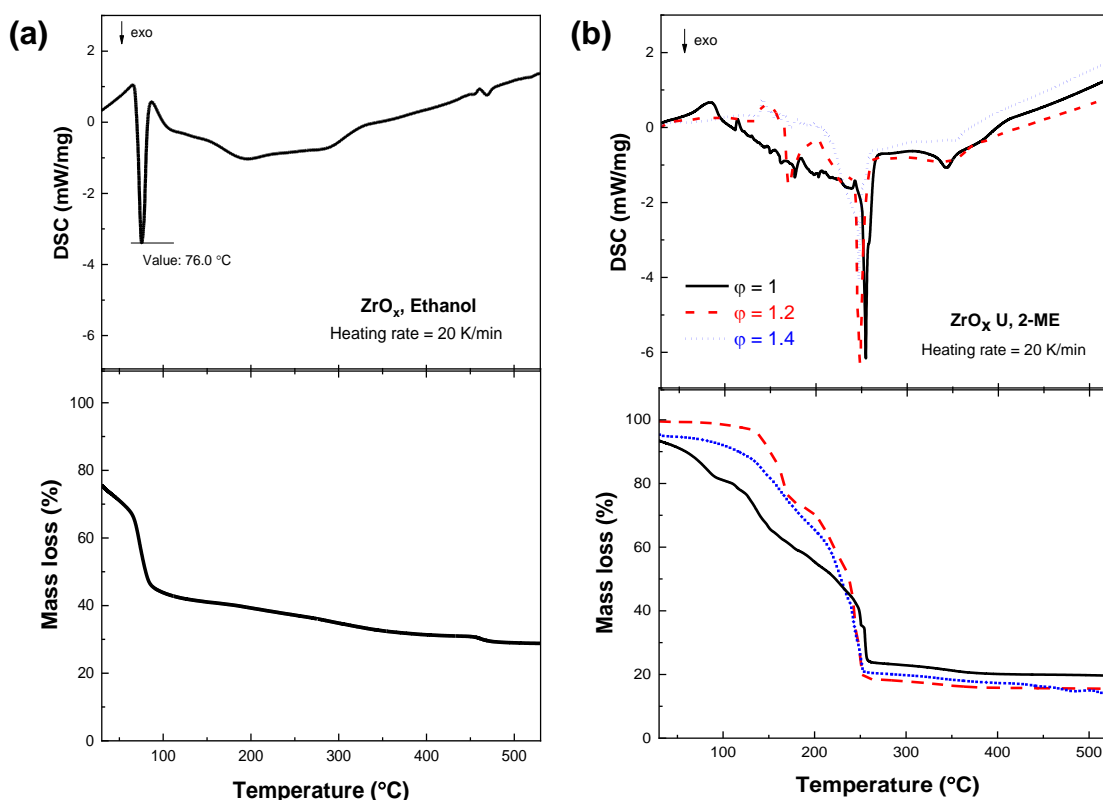 (a)
exo
2
0
-2
-4
-6
DSC (mW/mg)
Value: 76.0 °C
ZrOₓ, Ethanol
Heating rate = 20 K/min
100
80
60
40
20
0
Mass loss (%)
100 200 300 400 500
Temperature (°C)
(b)
exo
2
0
-2
-4
-6
DSC (mW/mg)
φ = 1
φ = 1.2
φ = 1.4
ZrOₓ U, 2-ME
Heating rate = 20 K/min
100
80
60
40
20
0
Mass loss (%)
100 200 300 400 500
Temperature (°C)